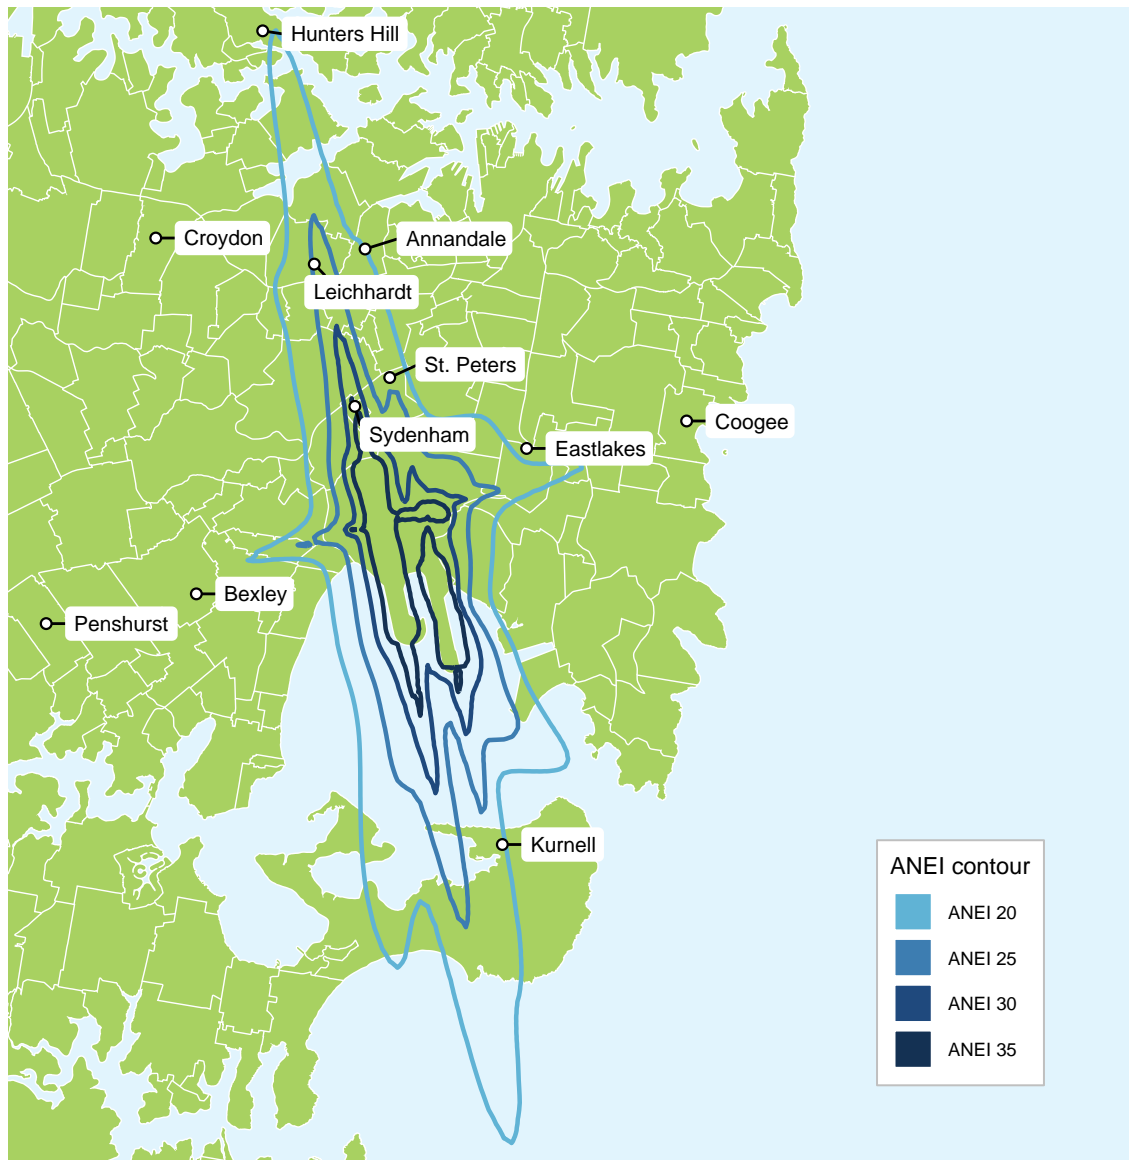 Hunters Hill
Croydon
Annandale
Leichhardt
St. Peters
Coogee
Sydenham
Eastlakes
Bexley
Penshurst
Kurnell
ANEI contour
ANEI 20
ANEI 25
ANEI 30
ANEI 35